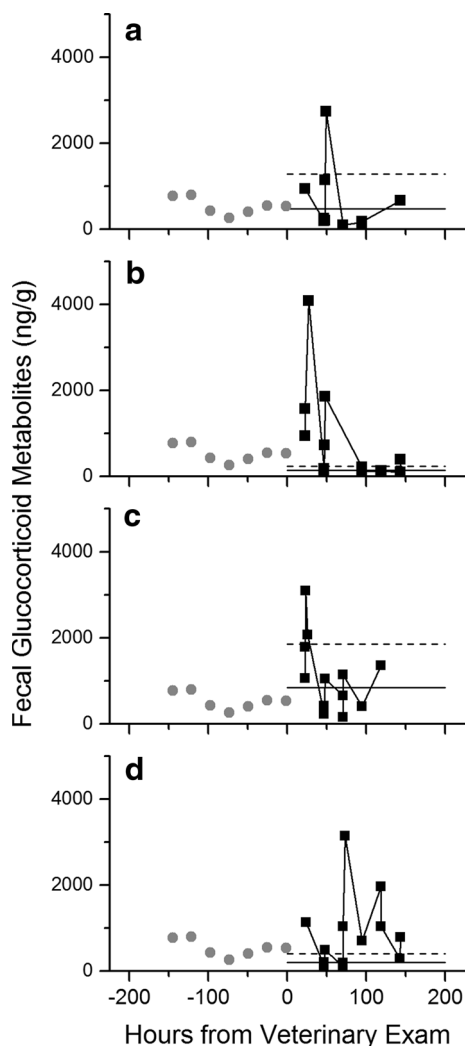 a
4000
2000
0
b
4000
2000
0
c
4000
2000
0
d
4000
2000
0
-200 -100 0 100 200
Hours from Veterinary Exam
Fecal Glucocorticoid Metabolites (ng/g)